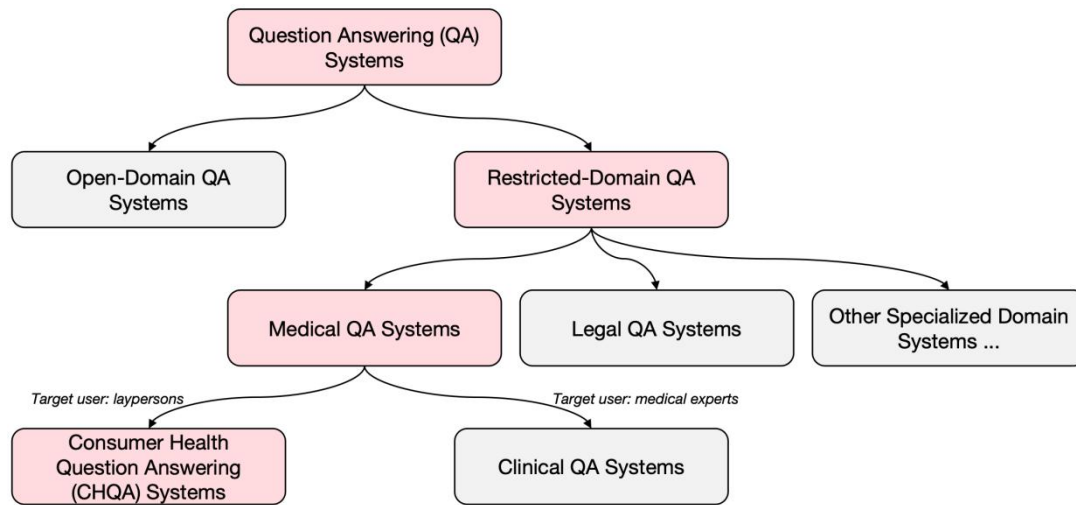 Question Answering (QA)
Systems
Open-Domain QA
Systems
Restricted-Domain QA
Systems
Medical QA Systems
Legal QA Systems
Other Specialized Domain
Systems ...
Target user: laypersons
Target user: medical experts
Consumer Health
Question Answering
(CHQA) Systems
Clinical QA Systems